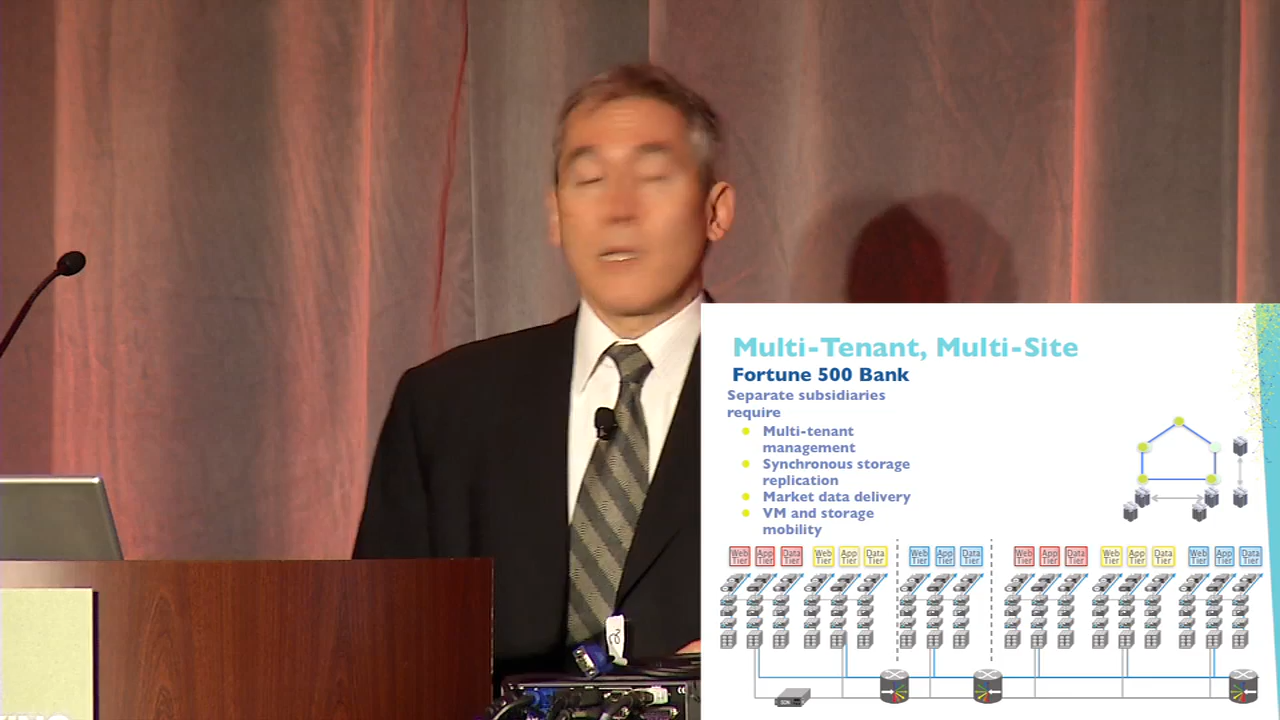 Multi-Tenant, Multi-Site
Fortune 500 Bank
Separate subsidiaries
require
Multi-tenant
management
Synchronous storage
replication
Market data delivery
VM and storage
mobility
Web Tier App Tier Data Tier Web Tier App Tier Data Tier Web Tier App Tier Data Tier Web Tier App Tier Data Tier Web Tier App Tier Data Tier Web Tier App Tier Data Tier